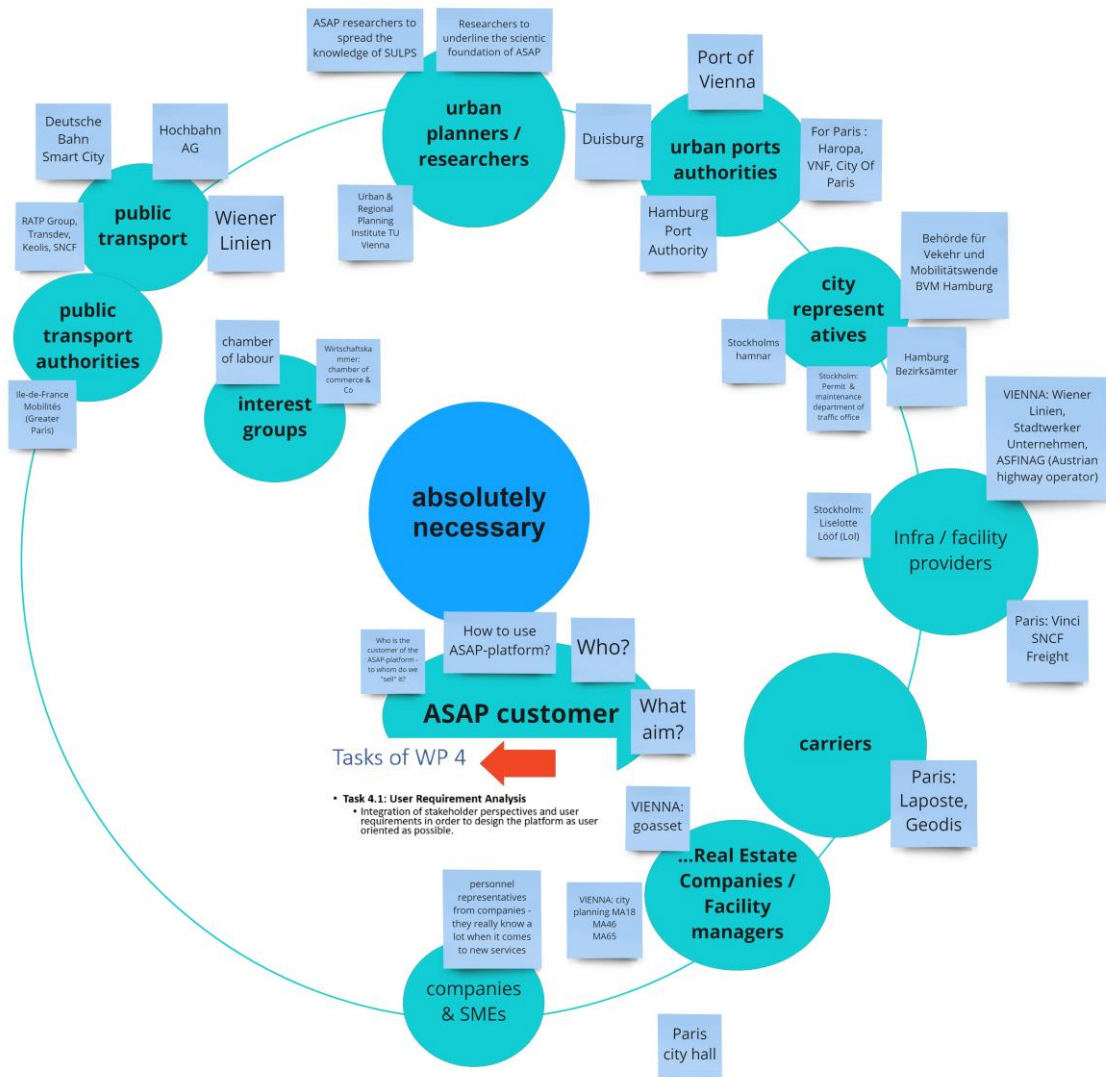 ASAP researchers to
spread the
knowledge of SULPS
Researchers to
underline the scientic
foundation of ASAP
urban
planners /
researchers
Urban &
Regional
Planning
Institute TU
Vienna
Port of
Vienna
Duisburg
urban ports
authorities
For Paris :
Haropa,
VNF, City Of
Paris
Hamburg
Port
Authority
Deutsche
Bahn
Smart City
Hochbahn
AG
public
transport
RATP Group,
Transdev,
Keolis, SNCF
Wiener
Linien
public
transport
authorities
Ile-de-France
Mobilités
(Greater
Paris)
chamber
of labour
Wirtschaftska
mmer:
chamber of
commerce &
Co
interest
groups
Behörde für
Vekehr und
Mobilitätswende
BVM Hamburg
city
represent
atives
Stockholms
hamnar
Stockholm:
Permit &
maintenance
department of
traffic office
Hamburg
Bezirksämter
VIENNA: Wiener
Linien,
Stadtwerker
Unternehmen,
ASFINAG (Austrian
highway operator)
Stockholm:
Liselotte
Lööf (Lol)
Infra / facility
providers
Paris: Vinci
SNCF
Freight
absolutely
necessary
Who is the
customer of the
ASAP-platform -
to whom do we
"sell" it?
How to use
ASAP-platform?
Who?
What
aim?
ASAP customer
Tasks of WP 4
• Task 4.1: User Requirement Analysis
• Integration of stakeholder perspectives and user
requirements in order to design the platform as user
oriented as possible.
carriers
Paris:
Laposte,
Geodis
VIENNA:
goasset
...Real Estate
Companies /
Facility
managers
VIENNA: city
planning MA18
MA46
MA65
personnel
representatives
from companies -
they really know a
lot when it comes
to new services
companies
& SMEs
Paris
city hall